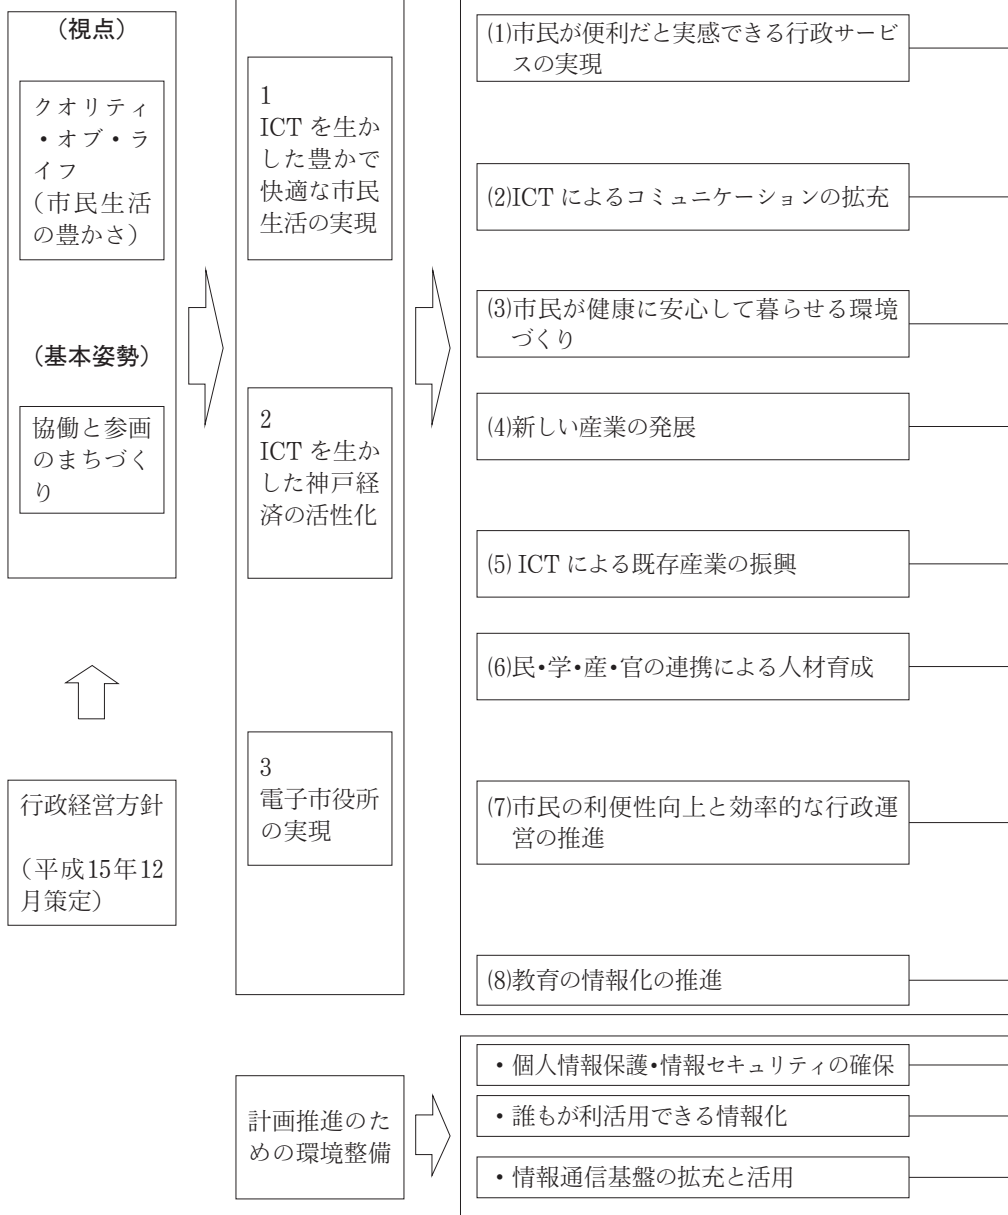 （視点）
クオリティ
・オブ・ラ
イフ
（市民生活
の豊かさ）
（基本姿勢）
協働と参画
のまちづく
り
行政経営方針
（平成15年12
月策定）
1
ICT を生か
した豊かで
快適な市民
生活の実現
2
ICT を生か
した神戸経
済の活性化
3
電子市役所
の実現
⑴市民が便利だと実感できる行政サービ
スの実現
⑵ICT によるコミュニケーションの拡充
⑶市民が健康に安心して暮らせる環境
づくり
⑷新しい産業の発展
⑸ ICT による既存産業の振興
⑹民・学・産・官の連携による人材育成
⑺市民の利便性向上と効率的な行政運
営の推進
⑻教育の情報化の推進
計画推進のた
めの環境整備
・個人情報保護・情報セキュリティの確保
・誰もが利活用できる情報化
・情報通信基盤の拡充と活用